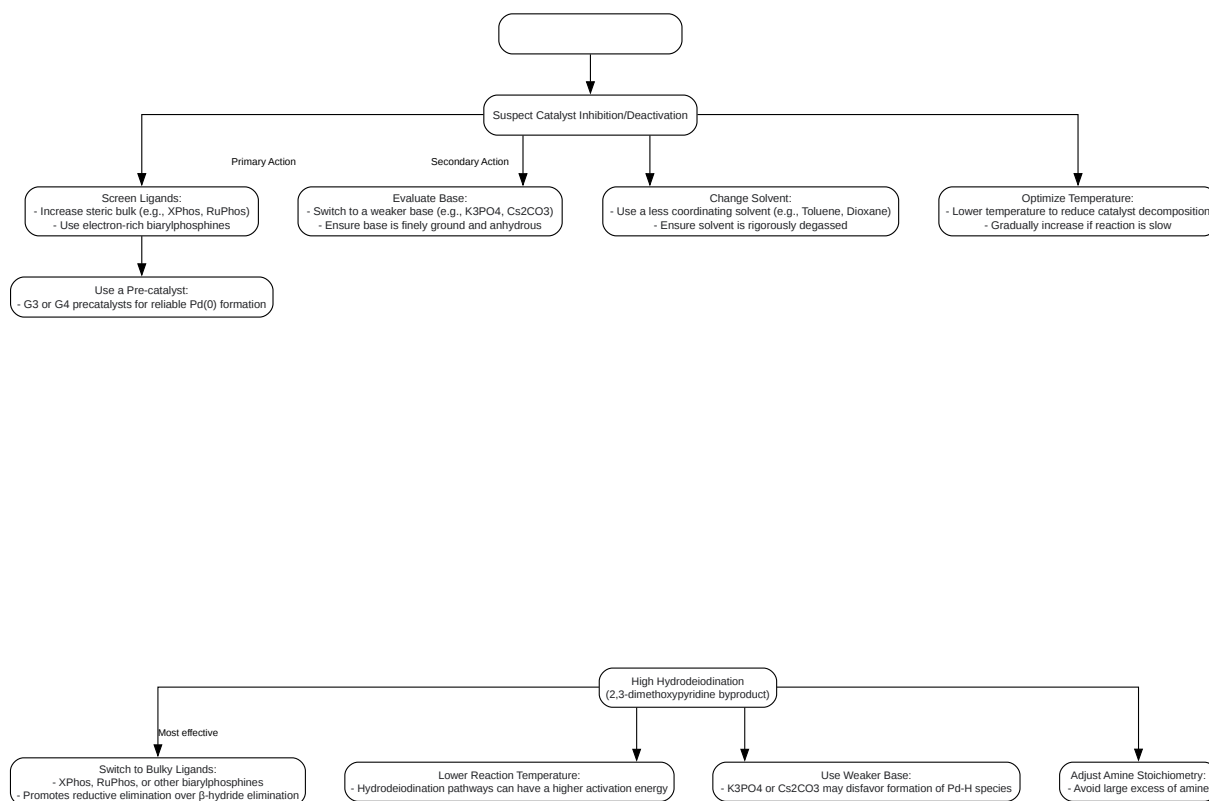 Suspect Catalyst Inhibition/Deactivation
Primary Action
Secondary Action
Screen Ligands:
- Increase steric bulk (e.g., XPhos, RuPhos)
- Use electron-rich biarylphosphines
Evaluate Base:
- Switch to a weaker base (e.g., K3PO4, Cs2CO3)
- Ensure base is finely ground and anhydrous
Change Solvent:
- Use a less coordinating solvent (e.g., Toluene, Dioxane)
- Ensure solvent is rigorously degassed
Optimize Temperature:
- Lower temperature to reduce catalyst decomposition
- Gradually increase if reaction is slow
Use a Pre-catalyst:
- G3 or G4 precatalysts for reliable Pd(0) formation
High Hydrodeiodination
(2,3-dimethoxypyridine byproduct)
Most effective
Switch to Bulky Ligands:
- XPhos, RuPhos, or other biarylphosphines
- Promotes reductive elimination over β-hydride elimination
Lower Reaction Temperature:
- Hydrodeiodination pathways can have a higher activation energy
Use Weaker Base:
- K3PO4 or Cs2CO3 may disfavor formation of Pd-H species
Adjust Amine Stoichiometry:
- Avoid large excess of amine